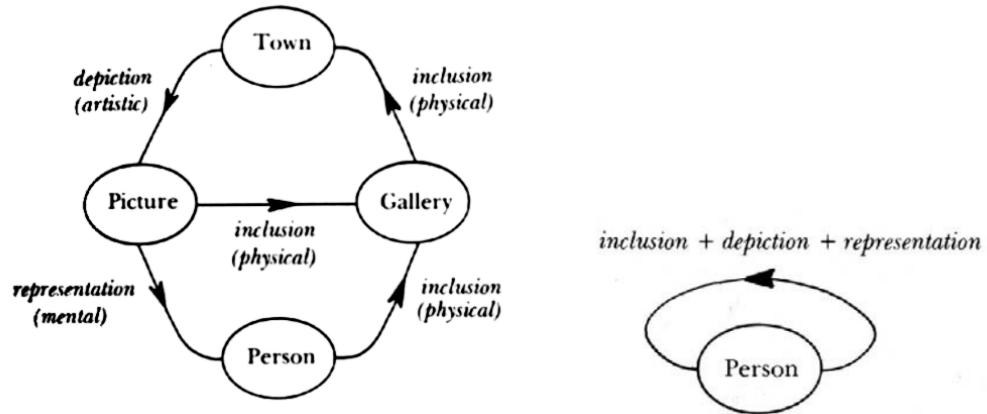 Town
depiction
(artistic)
inclusion
(physical)
Picture
Gallery
inclusion
(physical)
representation
(mental)
inclusion
(physical)
Person
inclusion + depiction + representation
Person